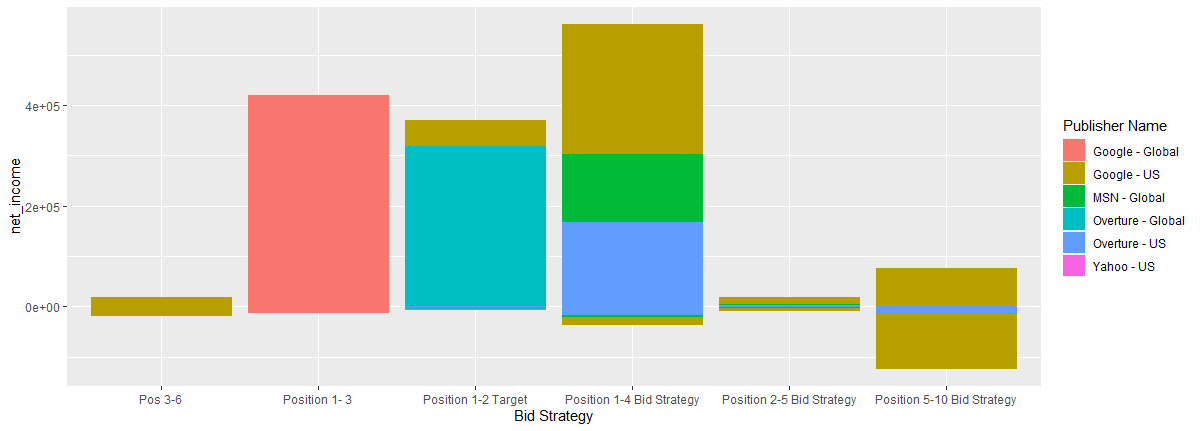 net_income
4e+05
2e+05
0e+00
Pos 3-6
Position 1- 3
Position 1-2 Target
Position 1-4 Bid Strategy
Position 2-5 Bid Strategy
Position 5-10 Bid Strategy
Bid Strategy
Publisher Name
Google - Global
Google - US
MSN - Global
Overture - Global
Overture - US
Yahoo - US